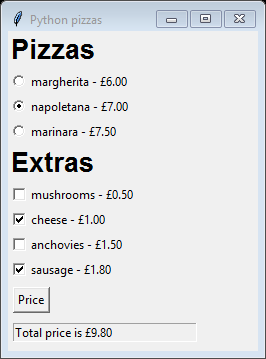 Python pizzas
Pizzas
margherita - £6.00
napoletana - £7.00
marinara - £7.50
Extras
mushrooms - £0.50
cheese - £1.00
anchovies - £1.50
sausage - £1.80
Price
Total price is £9.80